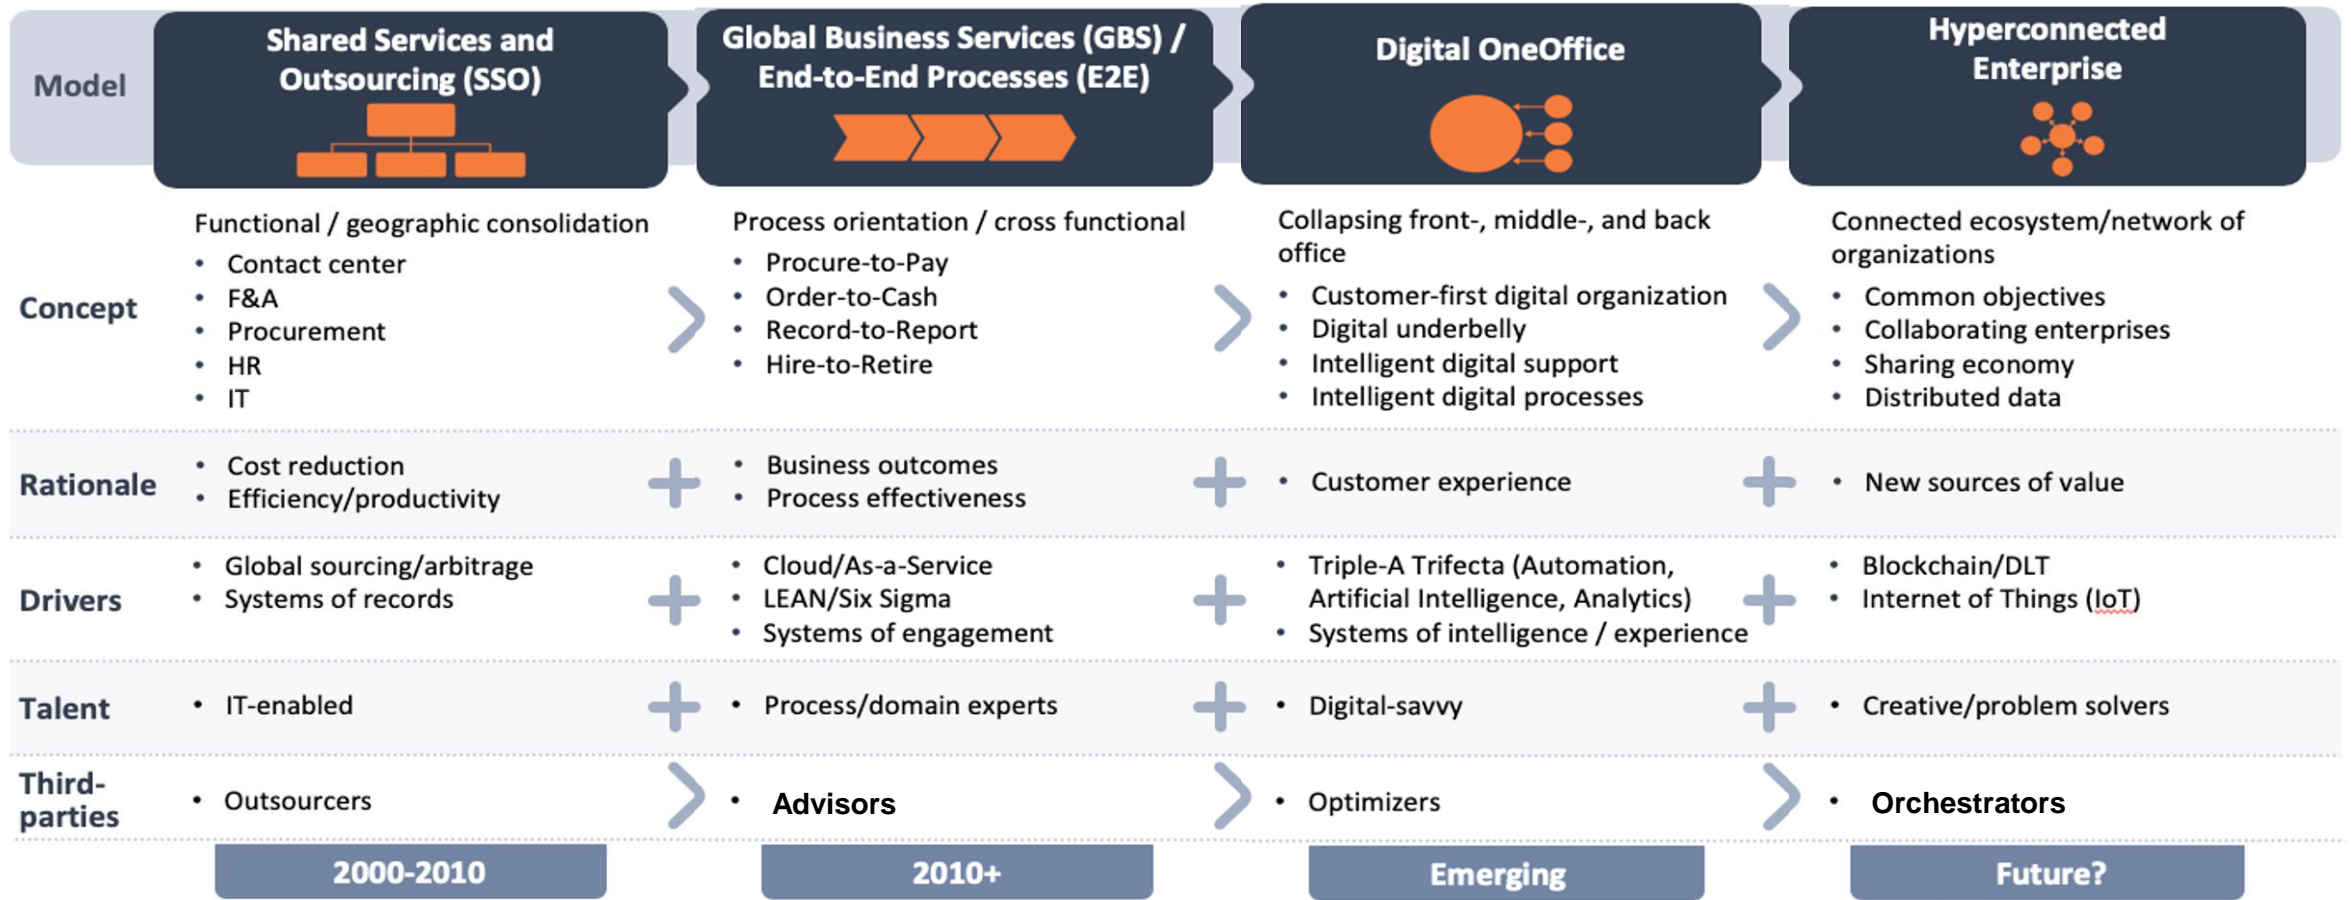 Model
Shared Services and
Outsourcing (SSO)
Global Business Services (GBS) /
End-to-End Processes (E2E)
Digital OneOffice
Hyperconnected
Enterprise
Concept
Functional / geographic consolidation
• Contact center
• F&A
• Procurement
• HR
• IT
Process orientation / cross functional
• Procure-to-Pay
• Order-to-Cash
• Record-to-Report
• Hire-to-Retire
Collapsing front-, middle-, and back
office
• Customer-first digital organization
• Digital underbelly
• Intelligent digital support
• Intelligent digital processes
Connected ecosystem/network of
organizations
• Common objectives
• Collaborating enterprises
• Sharing economy
• Distributed data
Rationale
• Cost reduction
• Efficiency/productivity
• Business outcomes
• Process effectiveness
• Customer experience
• New sources of value
Drivers
• Global sourcing/arbitrage
• Systems of records
• Cloud/As-a-Service
• LEAN/Six Sigma
• Systems of engagement
• Triple-A Trifecta (Automation,
Artificial Intelligence, Analytics)
• Systems of intelligence / experience
• Blockchain/DLT
• Internet of Things (IoT)
Talent
• IT-enabled
• Process/domain experts
• Digital-savvy
• Creative/problem solvers
Third-
parties
• Outsourcers
• Advisors
• Optimizers
• Orchestrators
2000-2010
2010+
Emerging
Future?